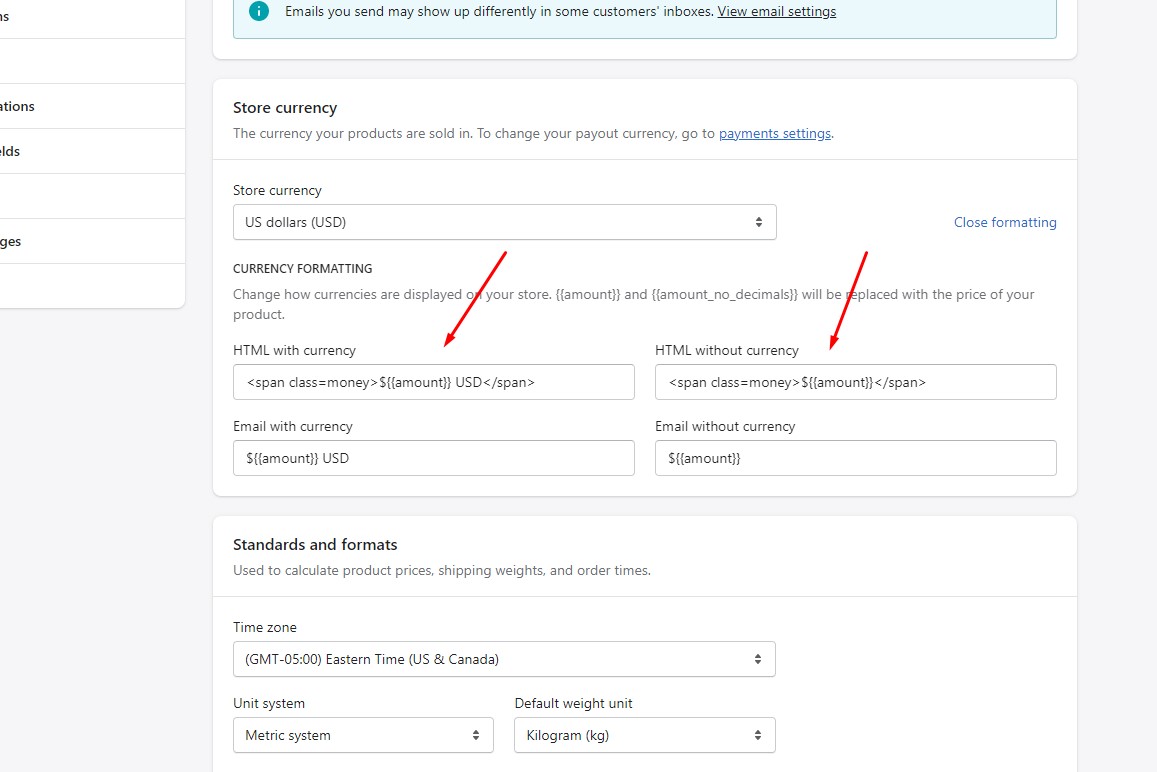 Emails you send may show up differently in some customers' inboxes. View email settings
Store currency
The currency your products are sold in. To change your payout currency, go to payments settings.
Store currency
US dollars (USD)
Close formatting
CURRENCY FORMATTING
Change how currencies are displayed on your store. {{amount}} and {{amount_no_decimals}} will be replaced with the price of your
product.
HTML with currency
HTML without currency
<span class=money>${{amount}} USD</span>
<span class=money>${{amount}}</span>
Email with currency
Email without currency
${{amount}} USD
${{amount}}
Standards and formats
Used to calculate product prices, shipping weights, and order times.
Time zone
(GMT-05:00) Eastern Time (US & Canada)
Unit system
Default weight unit
Metric system
Kilogram (kg)